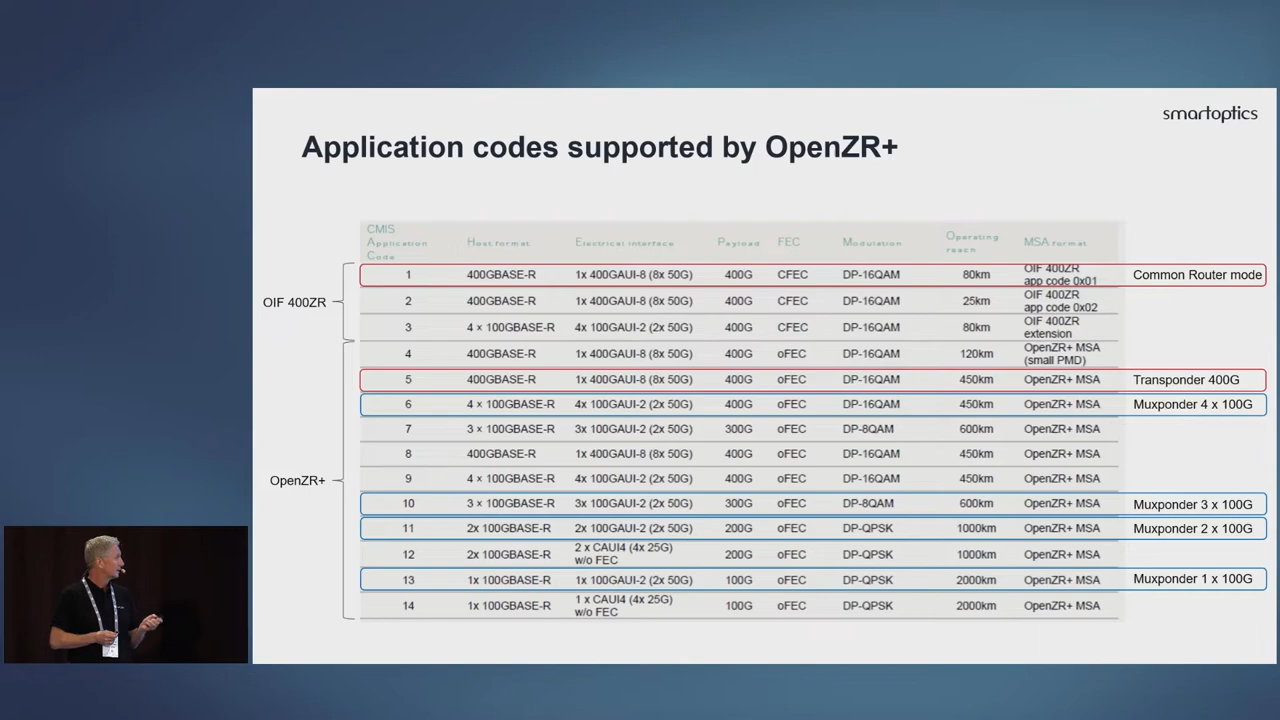 smartoptics
Application codes supported by OpenZR+
CMIS Application Code Host format Electrical interface Payload FEC Modulation Operating reach MSA format
OIF 400ZR
1 400GBASE-R 1x 400GAUI-8 (8x 50G) 400G CFEC DP-16QAM 80km OIF 400ZR app code 0x01 Common Router mode
2 400GBASE-R 1x 400GAUI-8 (8x 50G) 400G CFEC DP-16QAM 25km OIF 400ZR app code 0x02
3 4 × 100GBASE-R 4x 100GAUI-2 (2x 50G) 400G CFEC DP-16QAM 80km OIF 400ZR extension
OpenZR+
4 400GBASE-R 1x 400GAUI-8 (8x 50G) 400G oFEC DP-16QAM 120km OpenZR+ MSA (small PMD)
5 400GBASE-R 1x 400GAUI-8 (8x 50G) 400G oFEC DP-16QAM 450km OpenZR+ MSA Transponder 400G
6 4 × 100GBASE-R 4x 100GAUI-2 (2x 50G) 400G oFEC DP-16QAM 450km OpenZR+ MSA Muxponder 4 x 100G
7 3 × 100GBASE-R 3x 100GAUI-2 (2x 50G) 300G oFEC DP-8QAM 600km OpenZR+ MSA
8 400GBASE-R 1x 400GAUI-8 (8x 50G) 400G oFEC DP-16QAM 450km OpenZR+ MSA
9 4 × 100GBASE-R 4x 100GAUI-2 (2x 50G) 400G oFEC DP-16QAM 450km OpenZR+ MSA
10 3 × 100GBASE-R 3x 100GAUI-2 (2x 50G) 300G oFEC DP-8QAM 600km OpenZR+ MSA Muxponder 3 x 100G
11 2x 100GBASE-R 2x 100GAUI-2 (2x 50G) 200G oFEC DP-QPSK 1000km OpenZR+ MSA Muxponder 2 x 100G
12 2x 100GBASE-R 2 x CAUI4 (4x 25G) w/o FEC 200G oFEC DP-QPSK 1000km OpenZR+ MSA
13 1x 100GBASE-R 1x 100GAUI-2 (2x 50G) 100G oFEC DP-QPSK 2000km OpenZR+ MSA Muxponder 1 x 100G
14 1x 100GBASE-R 1 x CAUI4 (4x 25G) w/o FEC 100G oFEC DP-QPSK 2000km OpenZR+ MSA